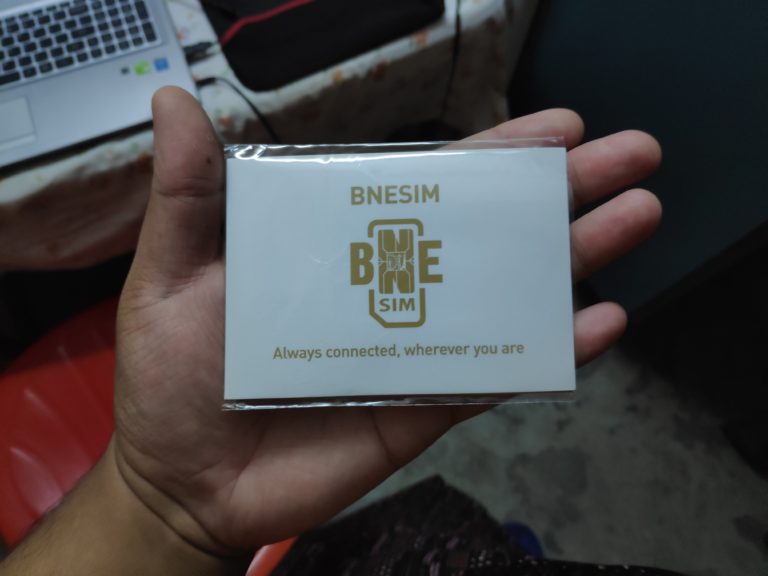 BNESIM
BNE
SIM
Always connected, wherever you are